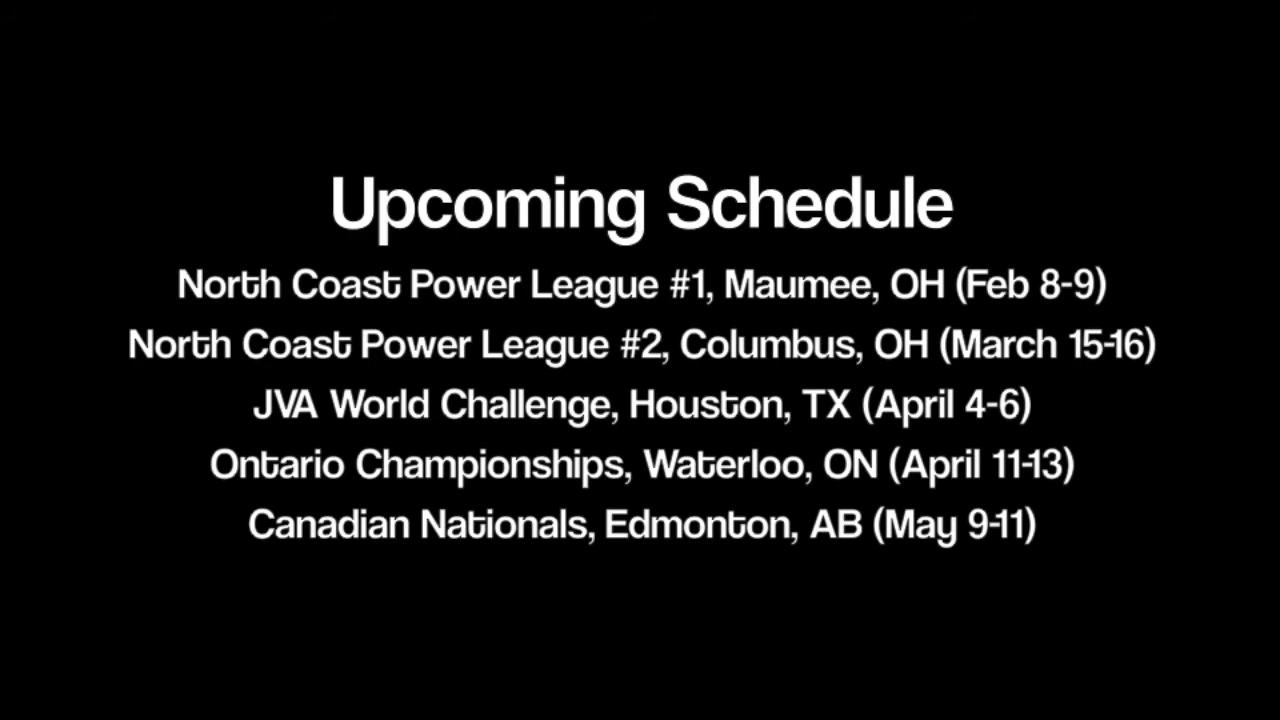 Upcoming Schedule
North Coast Power League #1, Maumee, OH (Feb 8-9)
North Coast Power League #2, Columbus, OH (March 15-16)
JVA World Challenge, Houston, TX (April 4-6)
Ontario Championships, Waterloo, ON (April 11-13)
Canadian Nationals, Edmonton, AB (May 9-11)